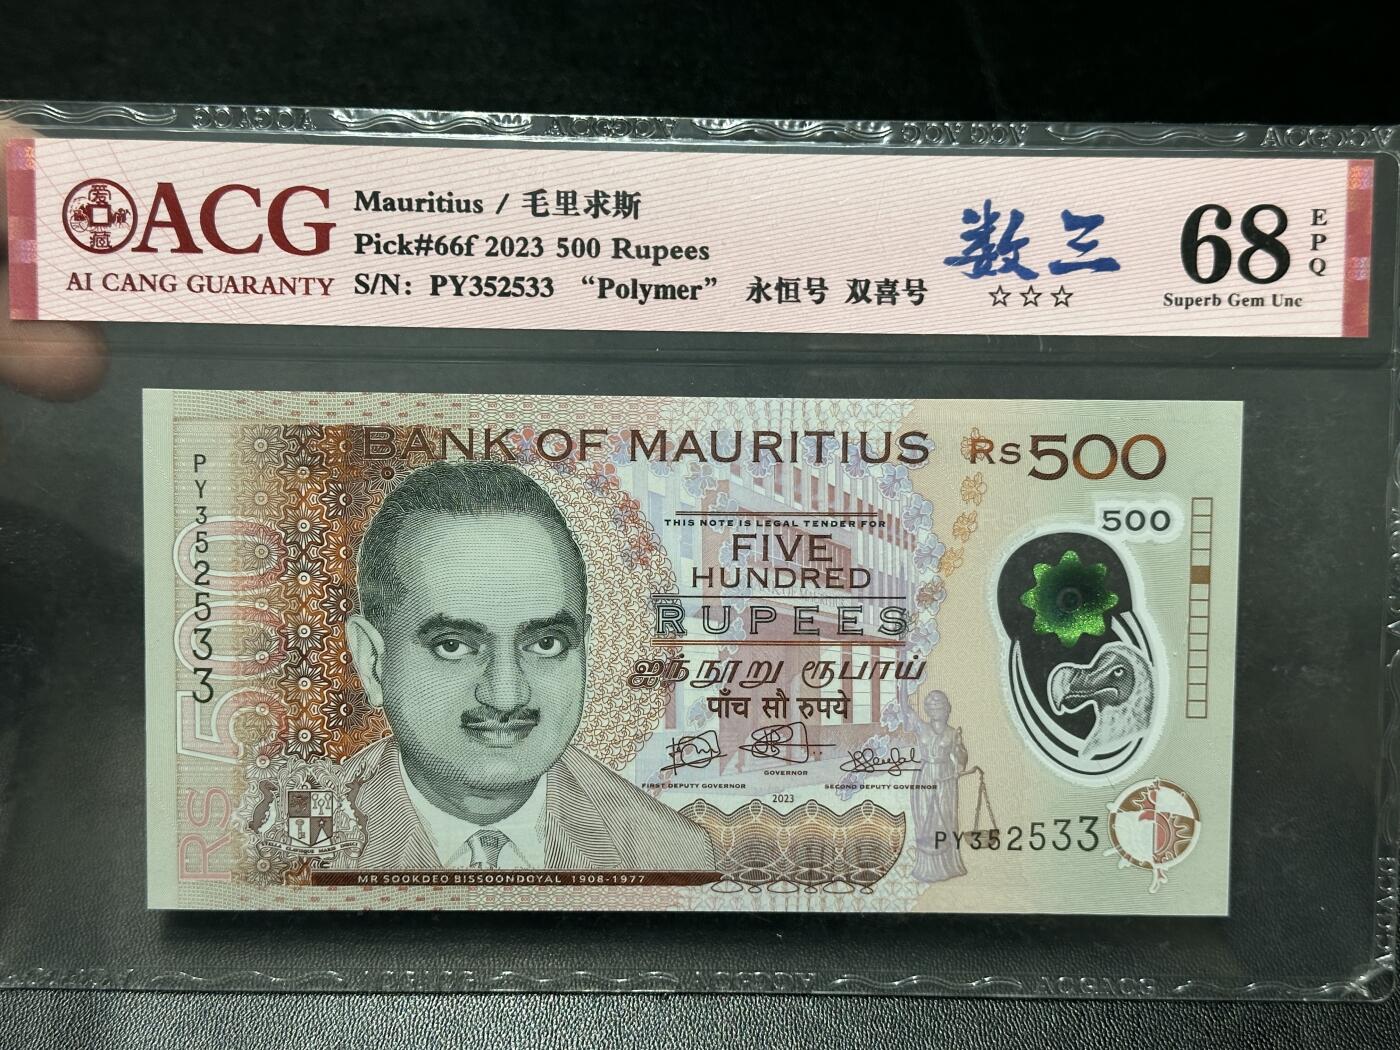 ACG
爱藏
AI CANG GUARANTY
Mauritius / 毛里求斯
Pick#66f 2023 500 Rupees
S/N: PY352533 “Polymer” 永恒号 双喜号
数三
☆☆☆
68
EPQ
Superb Gem Unc
BANK OF MAURITIUS
Rs500
PY352533
Rs 500
500
THIS NOTE IS LEGAL TENDER FOR
FIVE
HUNDRED
RUPEES
ஐந்நூறு ரூபாய்
पाँच सौ रुपये
FIRST DEPUTY GOVERNOR
GOVERNOR
SECOND DEPUTY GOVERNOR
2023
PY352533
MR SOOKDEO BISSOONDOYAL 1908-1977